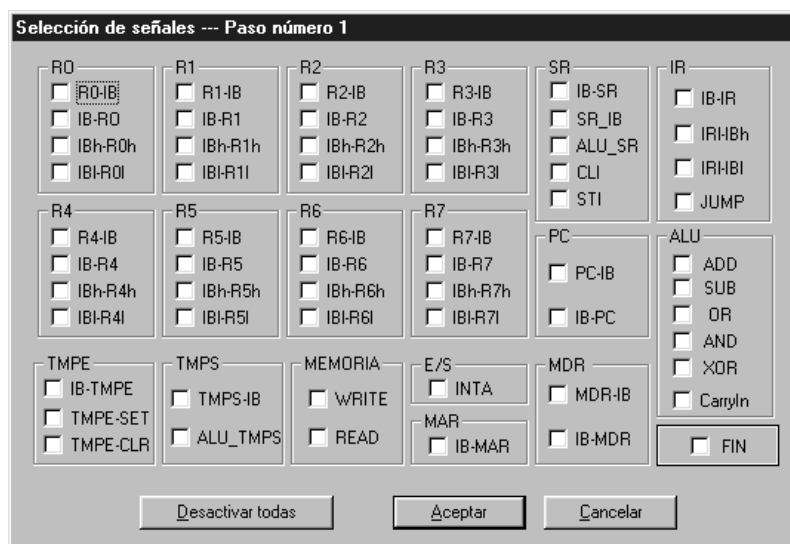 Selección de señales --- Paso número 1
R0
R0-IB
IB-R0
IBh-R0h
IBl-R0l
R1
R1-IB
IB-R1
IBh-R1h
IBl-R1l
R2
R2-IB
IB-R2
IBh-R2h
IBl-R2l
R3
R3-IB
IB-R3
IBh-R3h
IBl-R3l
SR
IB-SR
SR_IB
ALU_SR
CLI
STI
IR
IB-IR
IRl-IBh
IRl-IBl
JUMP
R4
R4-IB
IB-R4
IBh-R4h
IBl-R4l
R5
R5-IB
IB-R5
IBh-R5h
IBl-R5l
R6
R6-IB
IB-R6
IBh-R6h
IBl-R6l
R7
R7-IB
IB-R7
IBh-R7h
IBl-R7l
PC
PC-IB
IB-PC
ALU
ADD
SUB
OR
AND
XOR
CarryIn
TMPE
IB-TMPE
TMPE-SET
TMPE-CLR
TMPS
TMPS-IB
ALU_TMPS
MEMORIA
WRITE
READ
E/S
INTA
MAR
IB-MAR
MDR
MDR-IB
IB-MDR
FIN
Desactivar todas
Aceptar
Cancelar